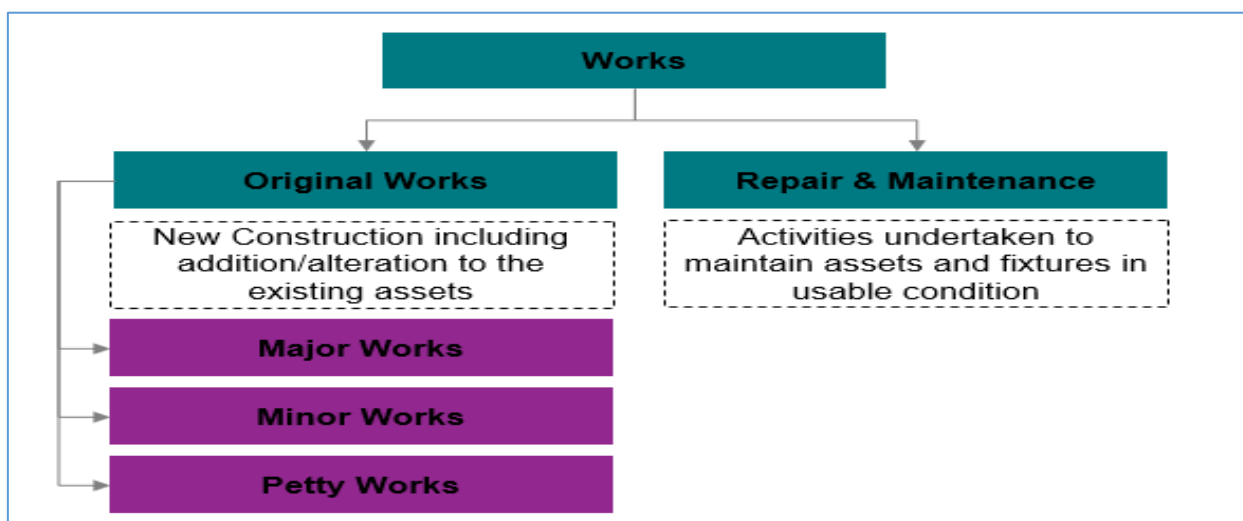 Works
Original Works
New Construction including
addition/alteration to the
existing assets
Major Works
Minor Works
Petty Works
Repair & Maintenance
Activities undertaken to
maintain assets and fixtures in
usable condition